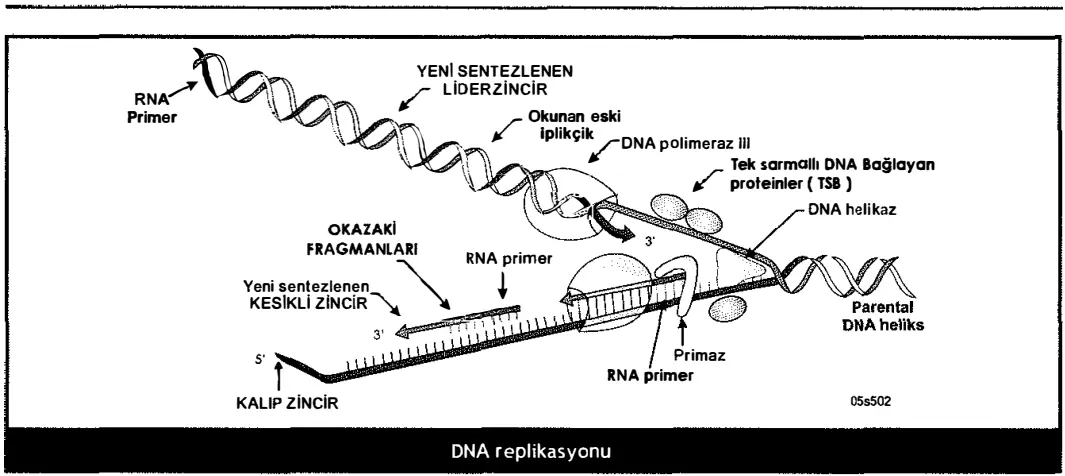 YENİ SENTEZLENEN
LİDERZİNCİR
RNA
Primer
Okunan eski
iplikçik
DNA polimeraz III
Tek sarmallı DNA Bağlayan
proteinler ( TSB )
DNA helikaz
3'
OKAZAKİ
FRAGMANLARI
RNA primer
Yeni sentezlenen
KESİKLİ ZİNCİR
3'
Parental
DNA heliks
5'
Primaz
RNA primer
KALIP ZİNCİR
05s502
DNA replikasyonu